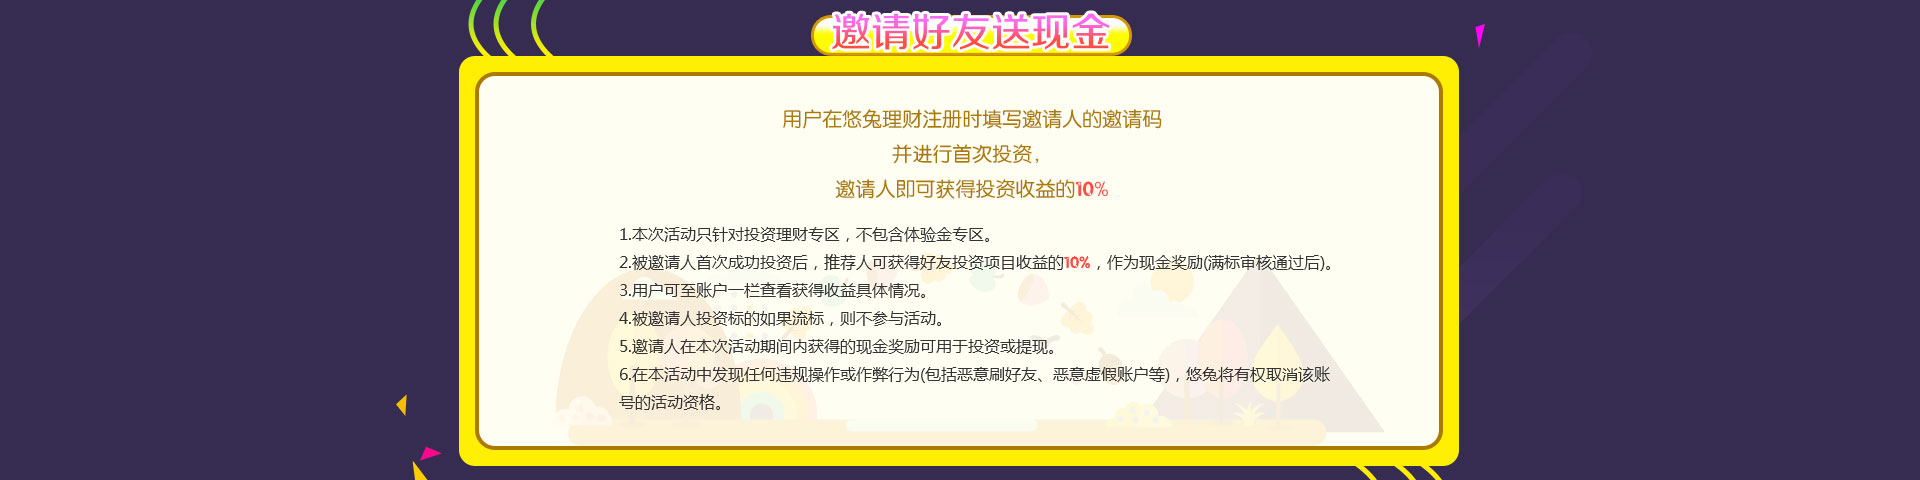 邀请好友送现金
用户在悠兔理财注册时填写邀请人的邀请码
并进行首次投资，
邀请人即可获得投资收益的10%
1.本次活动只针对投资理财专区，不包含体验金专区。
2.被邀请人首次成功投资后，推荐人可获得好友投资项目收益的10%，作为现金奖励(满标审核通过后)。
3.用户可至账户一栏查看获得收益具体情况。
4.被邀请人投资标的如果流标，则不参与活动。
5.邀请人在本次活动期间内获得的现金奖励可用于投资或提现。
6.在本活动中发现任何违规操作或作弊行为(包括恶意刷好友、恶意虚假账户等)，悠兔将有权取消该账
号的活动资格。